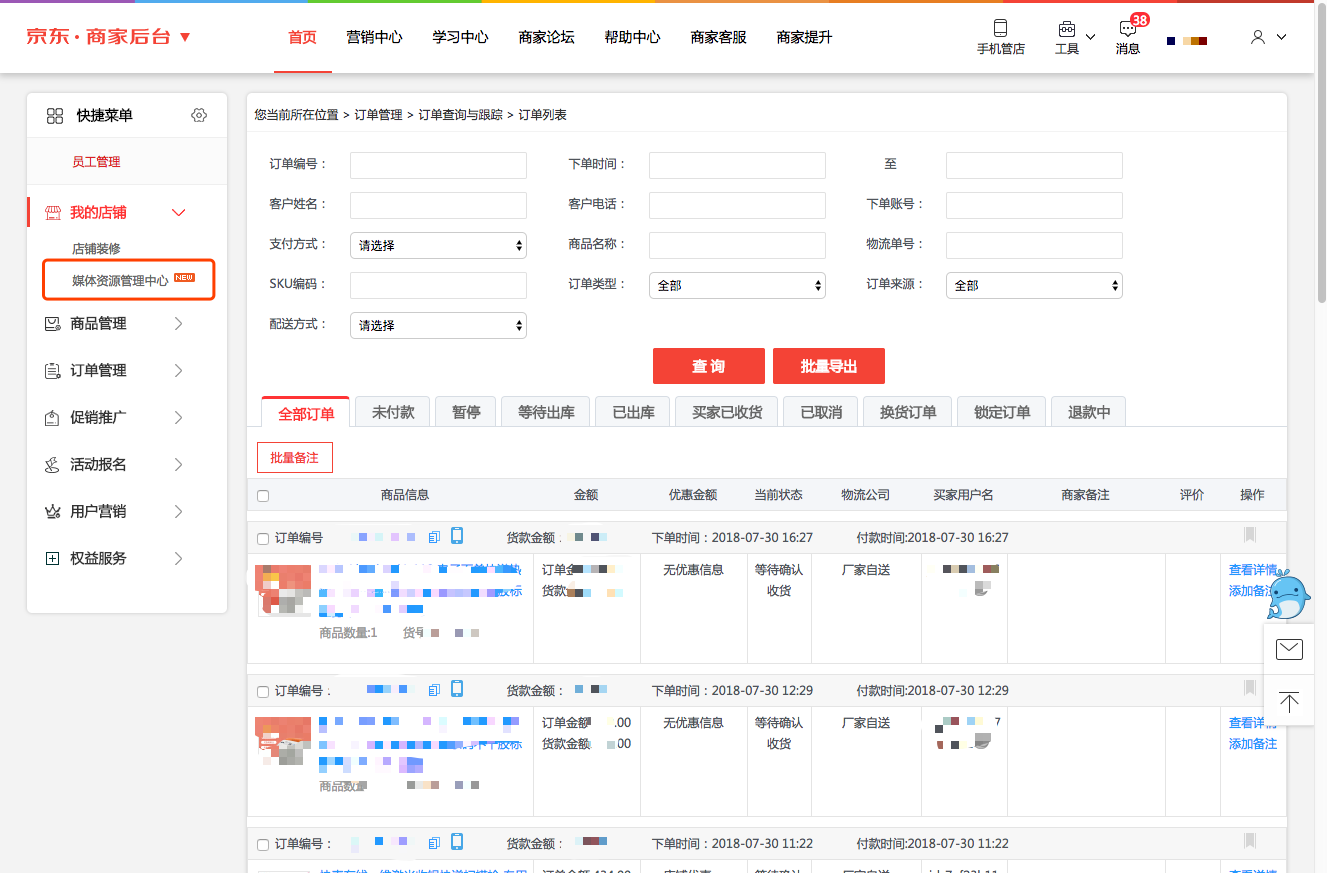 京东·商家后台 首页 营销中心 学习中心 商家论坛 帮助中心 商家客服 商家提升 手机管店 工具 消息 38
快捷菜单
员工管理
我的店铺
店铺装修
媒体资源管理中心 NEW
商品管理
订单管理
促销推广
活动报名
用户营销
权益服务
您当前所在位置 > 订单管理 > 订单查询与跟踪 > 订单列表
订单编号： 下单时间： 至
客户姓名： 客户电话： 下单账号：
支付方式： 请选择 商品名称： 物流单号：
SKU编码： 订单类型： 全部 订单来源： 全部
配送方式： 请选择
查询 批量导出
全部订单 未付款 暂停 等待出库 已出库 买家已收货 已取消 换货订单 锁定订单 退款中
批量备注
商品信息 金额 优惠金额 当前状态 物流公司 买家用户名 商家备注 评价 操作
订单编号 货款金额： 下单时间：2018-07-30 16:27 付款时间:2018-07-30 16:27
订单金 无优惠信息 等待确认 厂家自送 查看详情
货款 收货 添加备注
商品数量:1 货号
订单编号： 货款金额： 下单时间：2018-07-30 12:29 付款时间:2018-07-30 12:29
订单金额 .00 无优惠信息 等待确认 厂家自送 7 查看详情
货款金额 00 收货 添加备注
商品数量
订单编号： 货款金额： 下单时间：2018-07-30 11:22 付款时间:2018-07-30 11:22